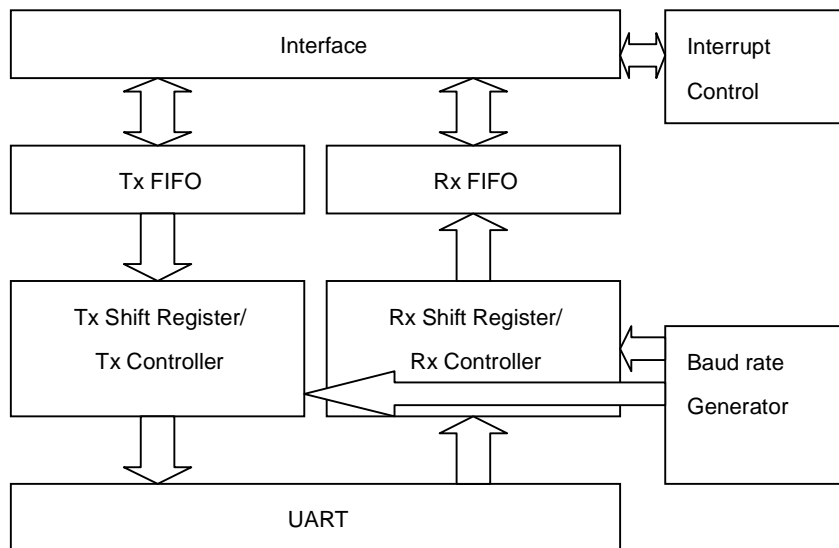 Interface
Interrupt
Control
Tx FIFO
Rx FIFO
Tx Shift Register/
Tx Controller
Rx Shift Register/
Rx Controller
Baud rate
Generator
UART